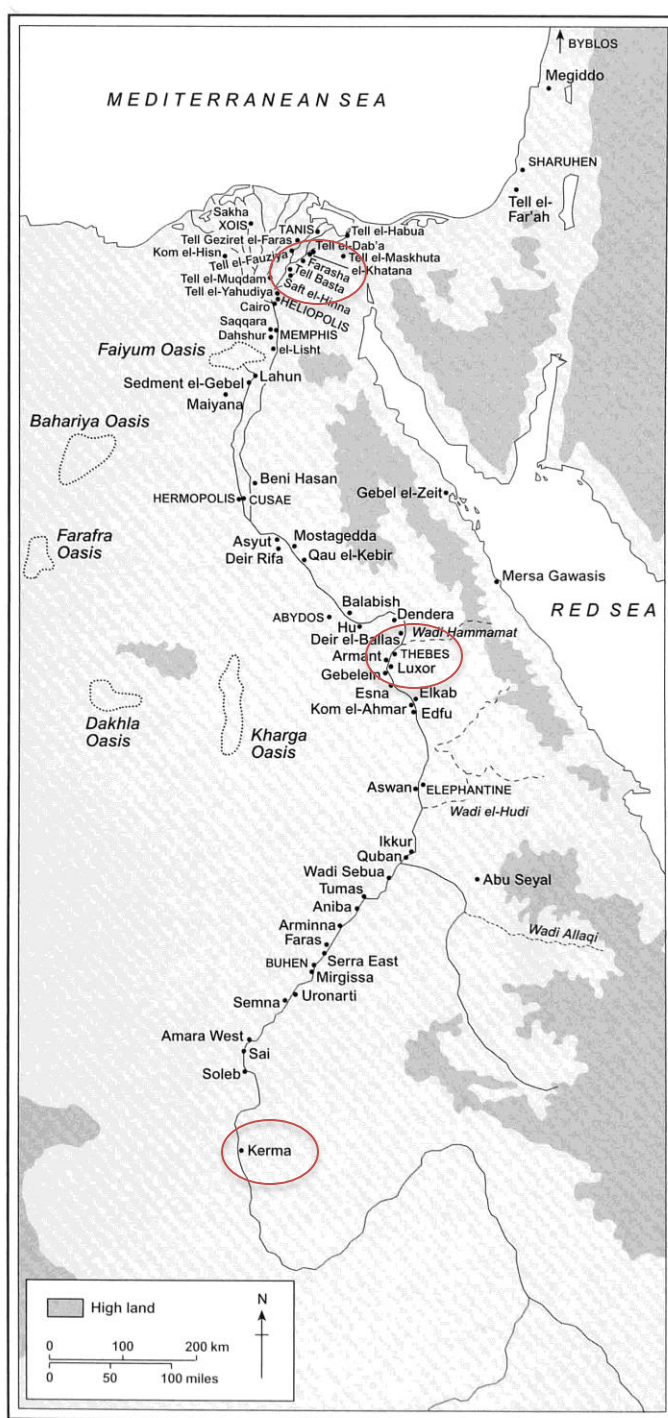 BYBLOS
Megiddo
MEDITERRANEAN SEA
SHARUHEN
Tell el-
Far'ah
Sakha
XOIS
TANIS
Tell el-Habua
Tell Geziret el-Faras
Tell el-Dab'a
Kom el-Hisn
Tell el-Fauziya
Tell el-Maskhuta
Farasha
el-Khatana
Tell Basta
Tell el-Muqdam
Saft el-Hinna
Tell el-Yahudiya
HELIOPOLIS
Cairo
Saqqara
MEMPHIS
Dahshur
el-Lisht
Faiyum Oasis
Lahun
Sedment el-Gebel
Maiyana
Bahariya Oasis
Beni Hasan
Gebel el-Zeit
HERMOPOLIS
CUSAE
Farafra
Oasis
Asyut
Mostagedda
Deir Rifa
Qau el-Kebir
Mersa Gawasis
RED SEA
Balabish
ABYDOS
Dendera
Hu
Wadi Hammamat
Deir el-Ballas
Armant
THEBES
Luxor
Gebelein
Esna
Elkab
Kom el-Ahmar
Edfu
Dakhla
Oasis
Kharga
Oasis
Aswan
ELEPHANTINE
Wadi el-Hudi
Ikkur
Quban
Wadi Sebua
Abu Seyal
Tumas
Aniba
Wadi Allaqi
Arminna
Faras
Serra East
BUHEN
Mirgissa
Uronarti
Semna
Amara West
Sai
Soleb
Kerma
High land
N
0 100 200 km
0 50 100 miles